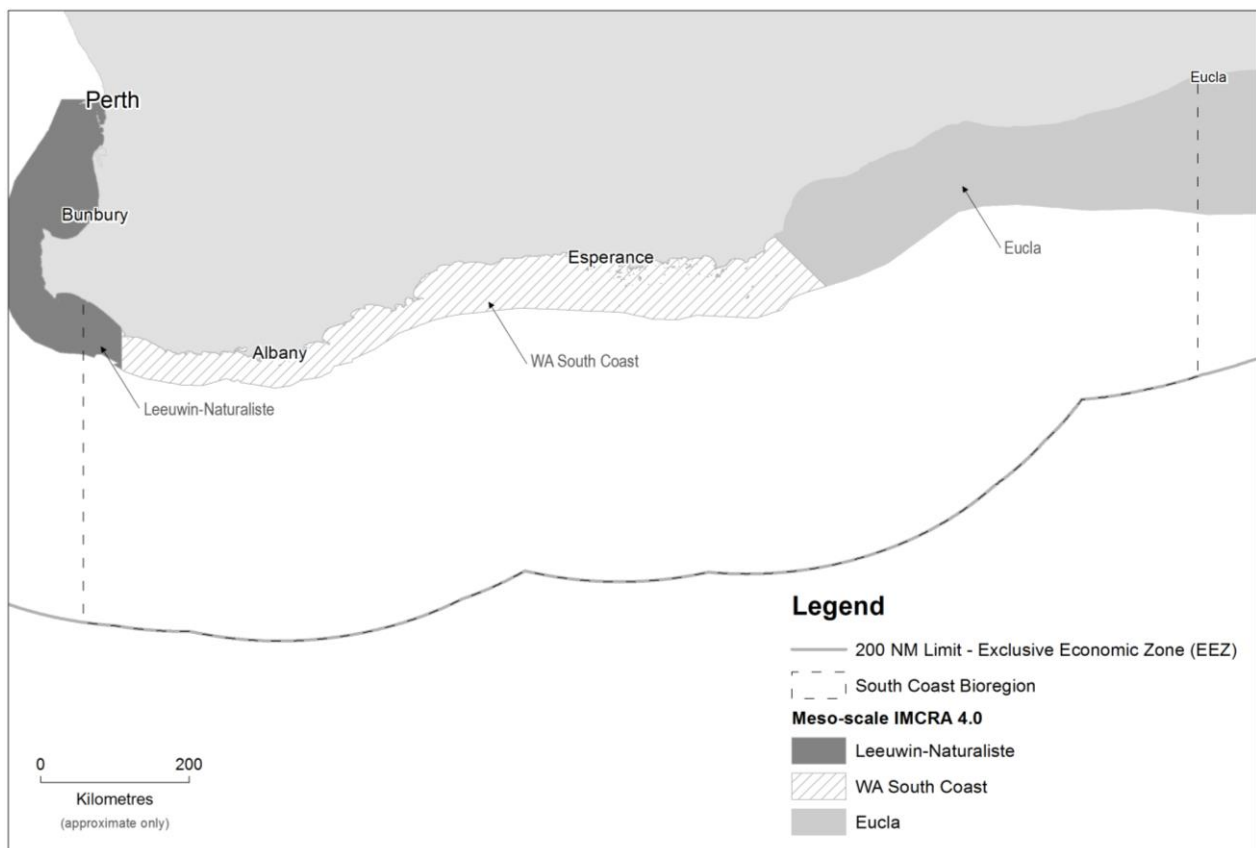 Eucla
Perth
Bunbury
Esperance
Eucla
Albany
WA South Coast
Leeuwin-Naturaliste
Legend
200 NM Limit - Exclusive Economic Zone (EEZ)
South Coast Bioregion
Meso-scale IMCRA 4.0
Leeuwin-Naturaliste
WA South Coast
Eucla
0 200
Kilometres
(approximate only)